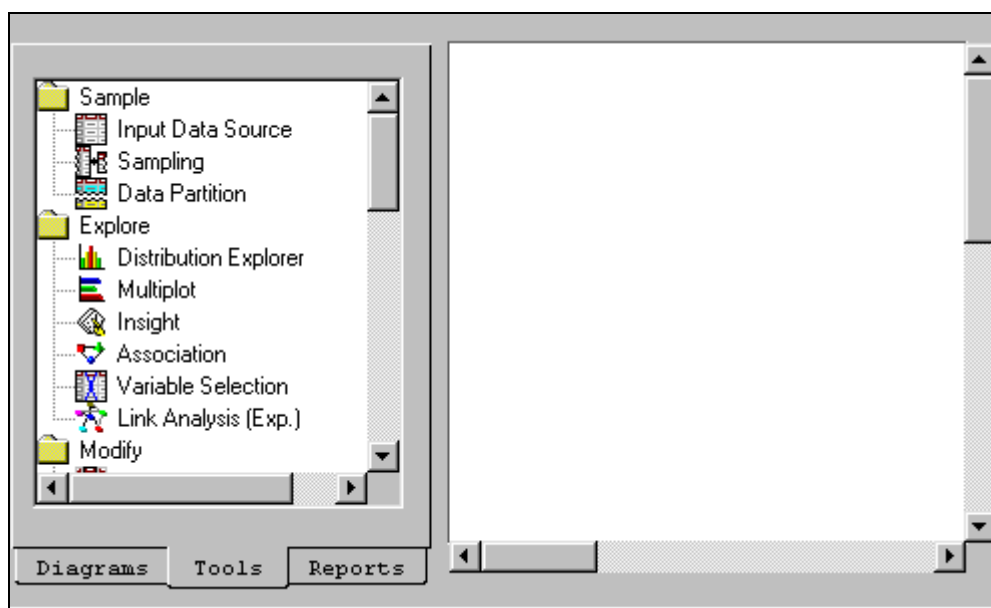 Sample
Input Data Source
Sampling
Data Partition
Explore
Distribution Explorer
Multiplot
Insight
Association
Variable Selection
Link Analysis (Exp.)
Modify
Diagrams Tools Reports